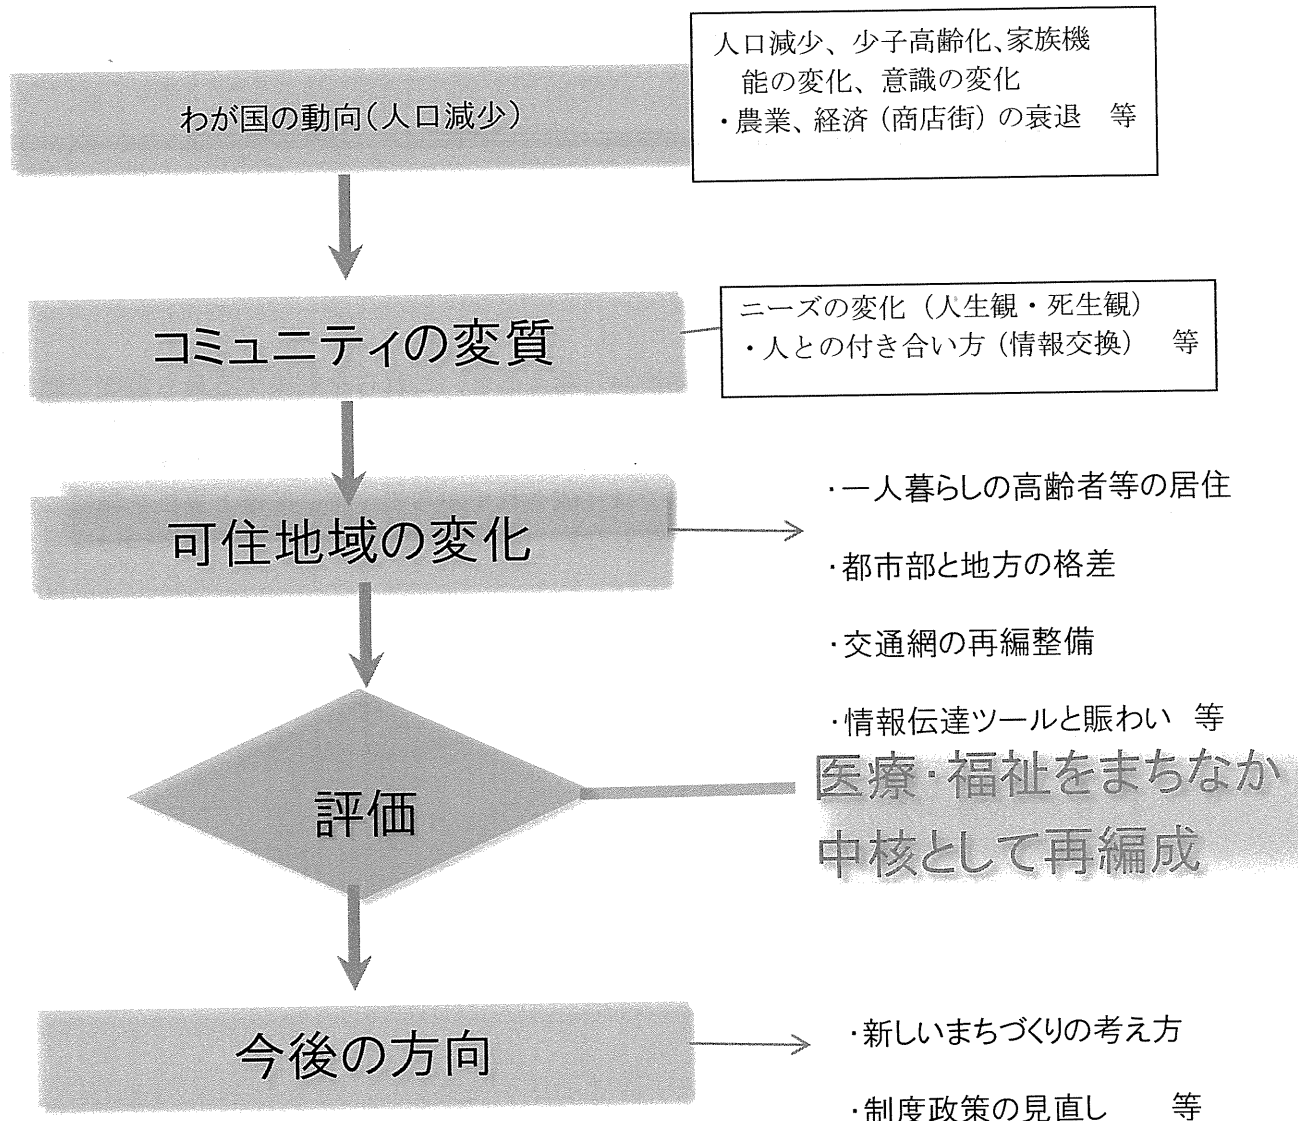 わが国の動向（人口減少）
人口減少、少子高齢化、家族機
能の変化、意識の変化
・農業、経済（商店街）の衰退　等
コミュニティの変質
ニーズの変化（人生観・死生観）
・人との付き合い方（情報交換）　等
可住地域の変化
・一人暮らしの高齢者等の居住
・都市部と地方の格差
・交通網の再編整備
・情報伝達ツールと賑わい　等
評価
医療・福祉をまちなか
中核として再編成
今後の方向
・新しいまちづくりの考え方
・制度政策の見直し　　等